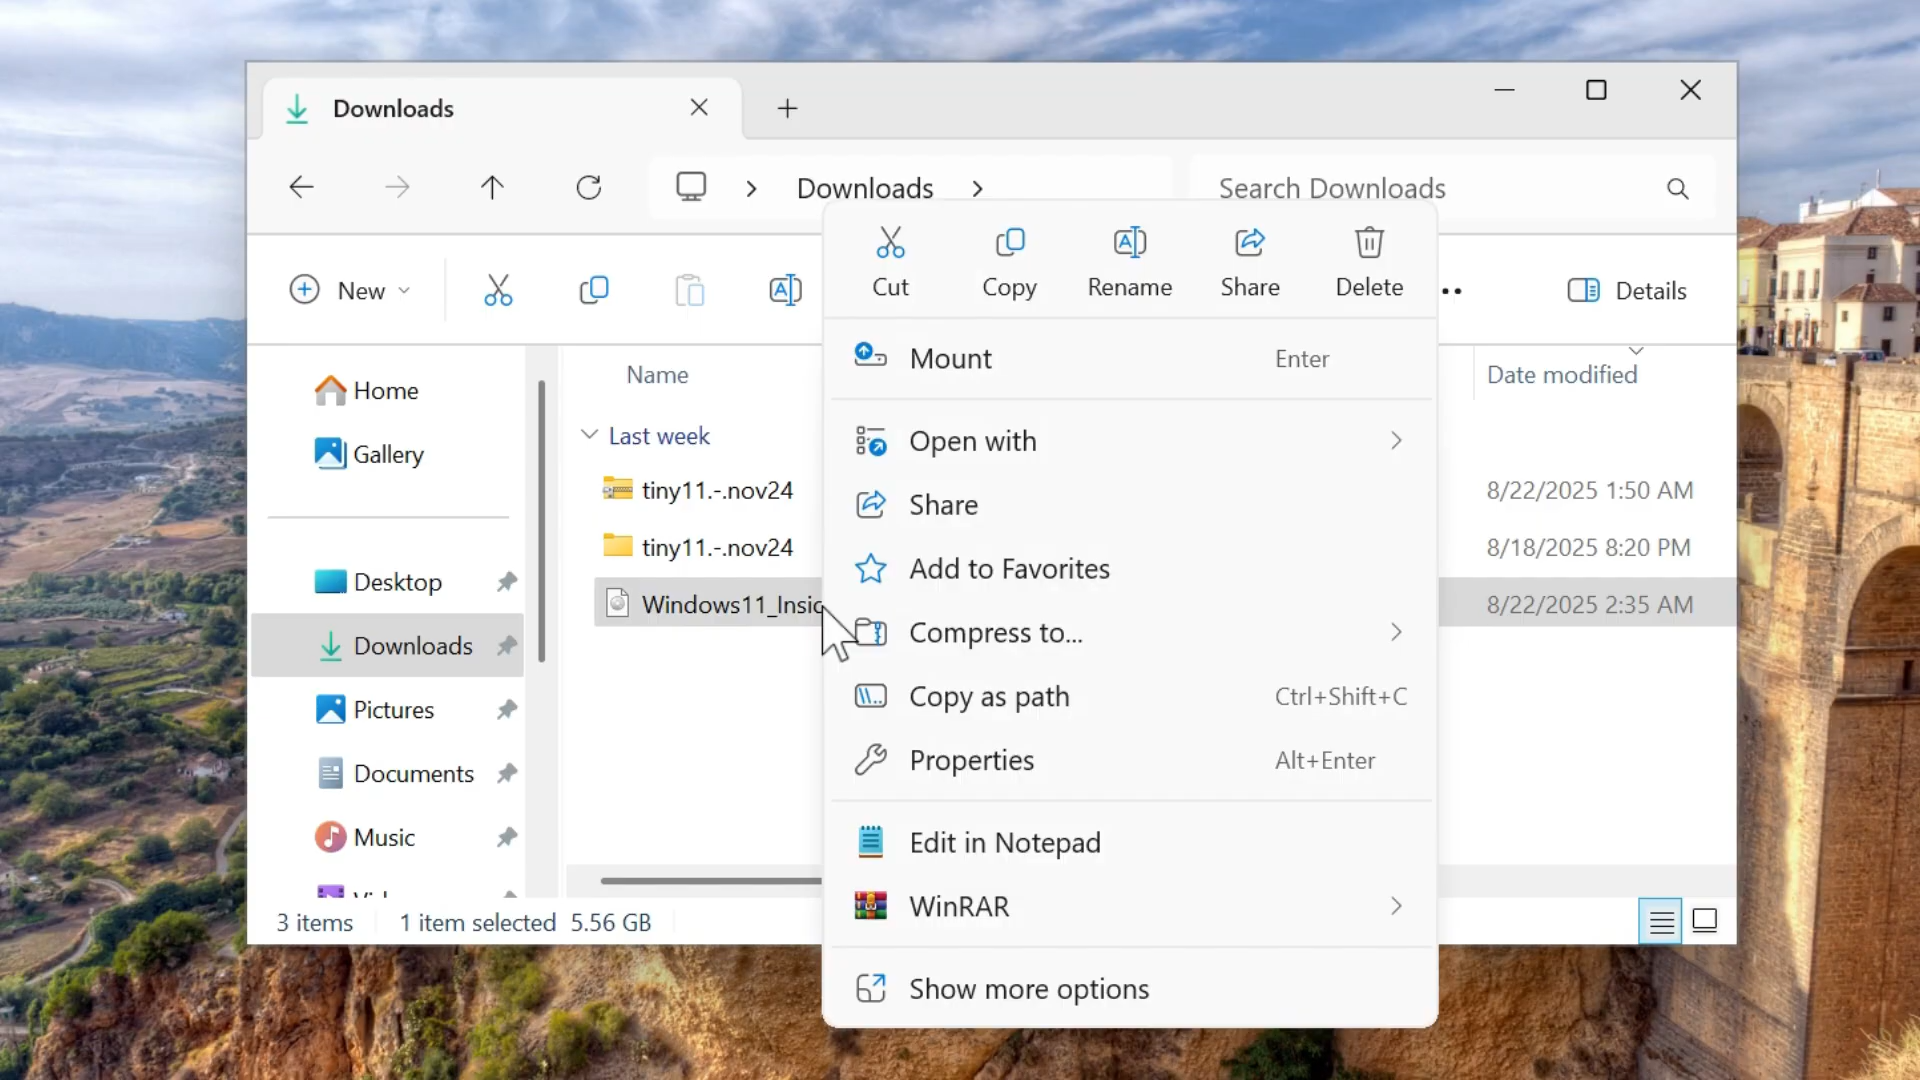 Downloads
Downloads
Search Downloads
New
Details
Cut
Copy
Rename
Share
Delete
Mount Enter
Open with
Share
Add to Favorites
Compress to...
Copy as path Ctrl+Shift+C
Properties Alt+Enter
Edit in Notepad
WinRAR
Show more options
Home
Gallery
Desktop
Downloads
Pictures
Documents
Music
Name
Date modified
Last week
tiny11.-.nov24
8/22/2025 1:50 AM
tiny11.-.nov24
8/18/2025 8:20 PM
Windows11_Insic
8/22/2025 2:35 AM
3 items
1 item selected 5.56 GB